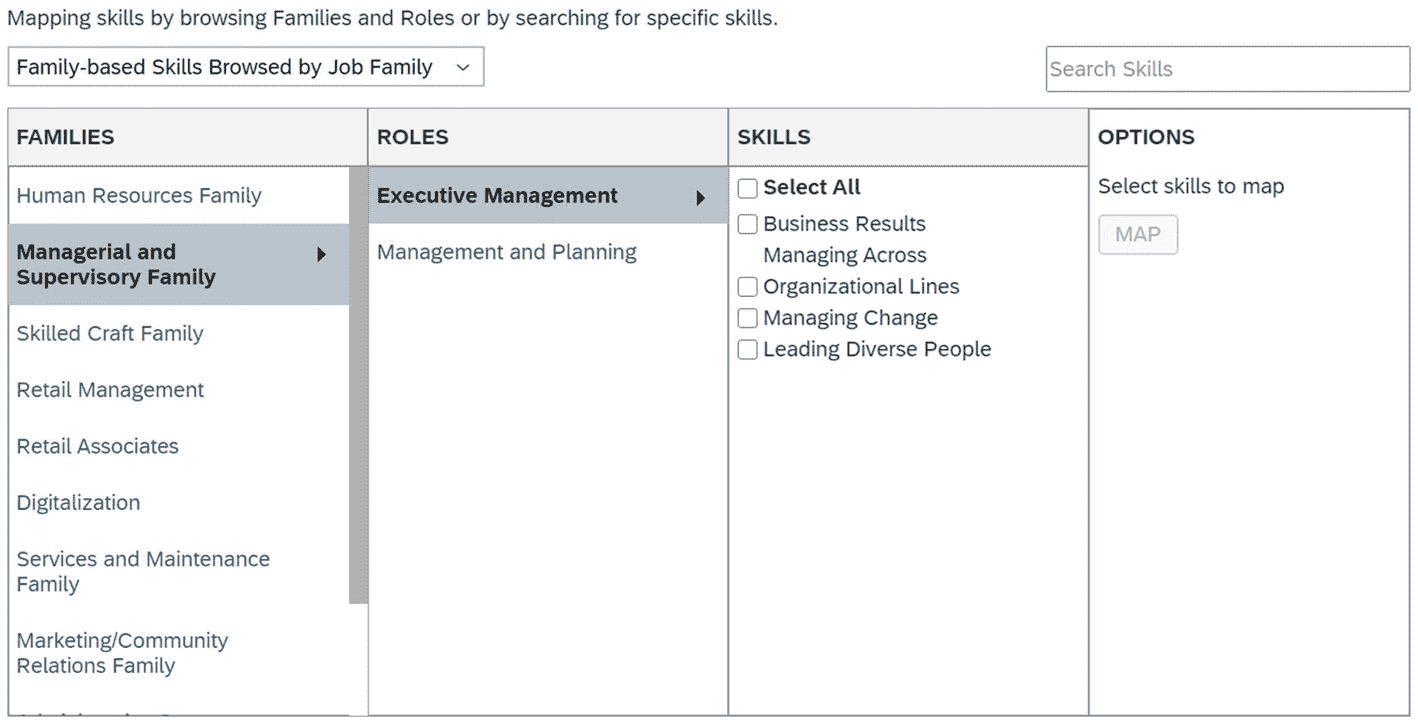 Mapping skills by browsing Families and Roles or by searching for specific skills.
Family-based Skills Browsed by Job Family
Search Skills
FAMILIES
Human Resources Family
Managerial and
Supervisory Family
Skilled Craft Family
Retail Management
Retail Associates
Digitalization
Services and Maintenance
Family
Marketing/Community
Relations Family
ROLES
Executive Management
Management and Planning
SKILLS
Select All
Business Results
Managing Across
Organizational Lines
Managing Change
Leading Diverse People
OPTIONS
Select skills to map
MAP